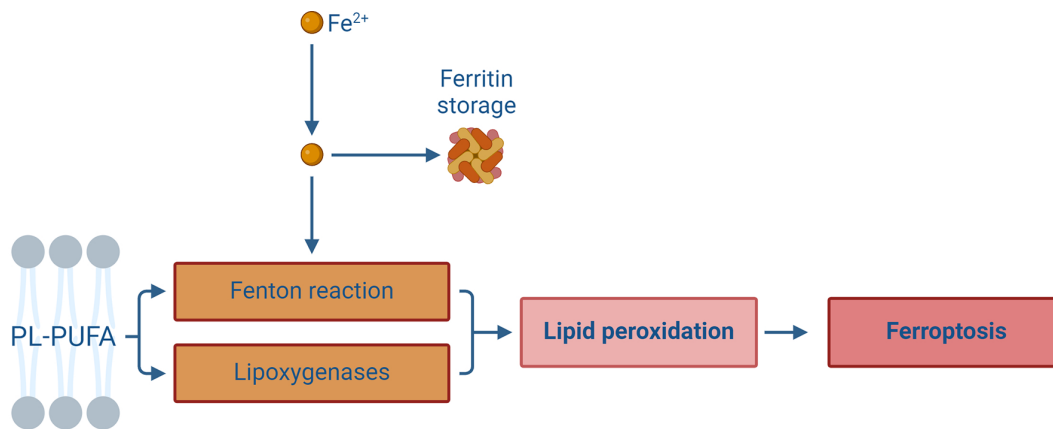 Fe²⁺
Ferritin
storage
Fenton reaction
PL-PUFA
Lipoxygenases
Lipid peroxidation
Ferroptosis